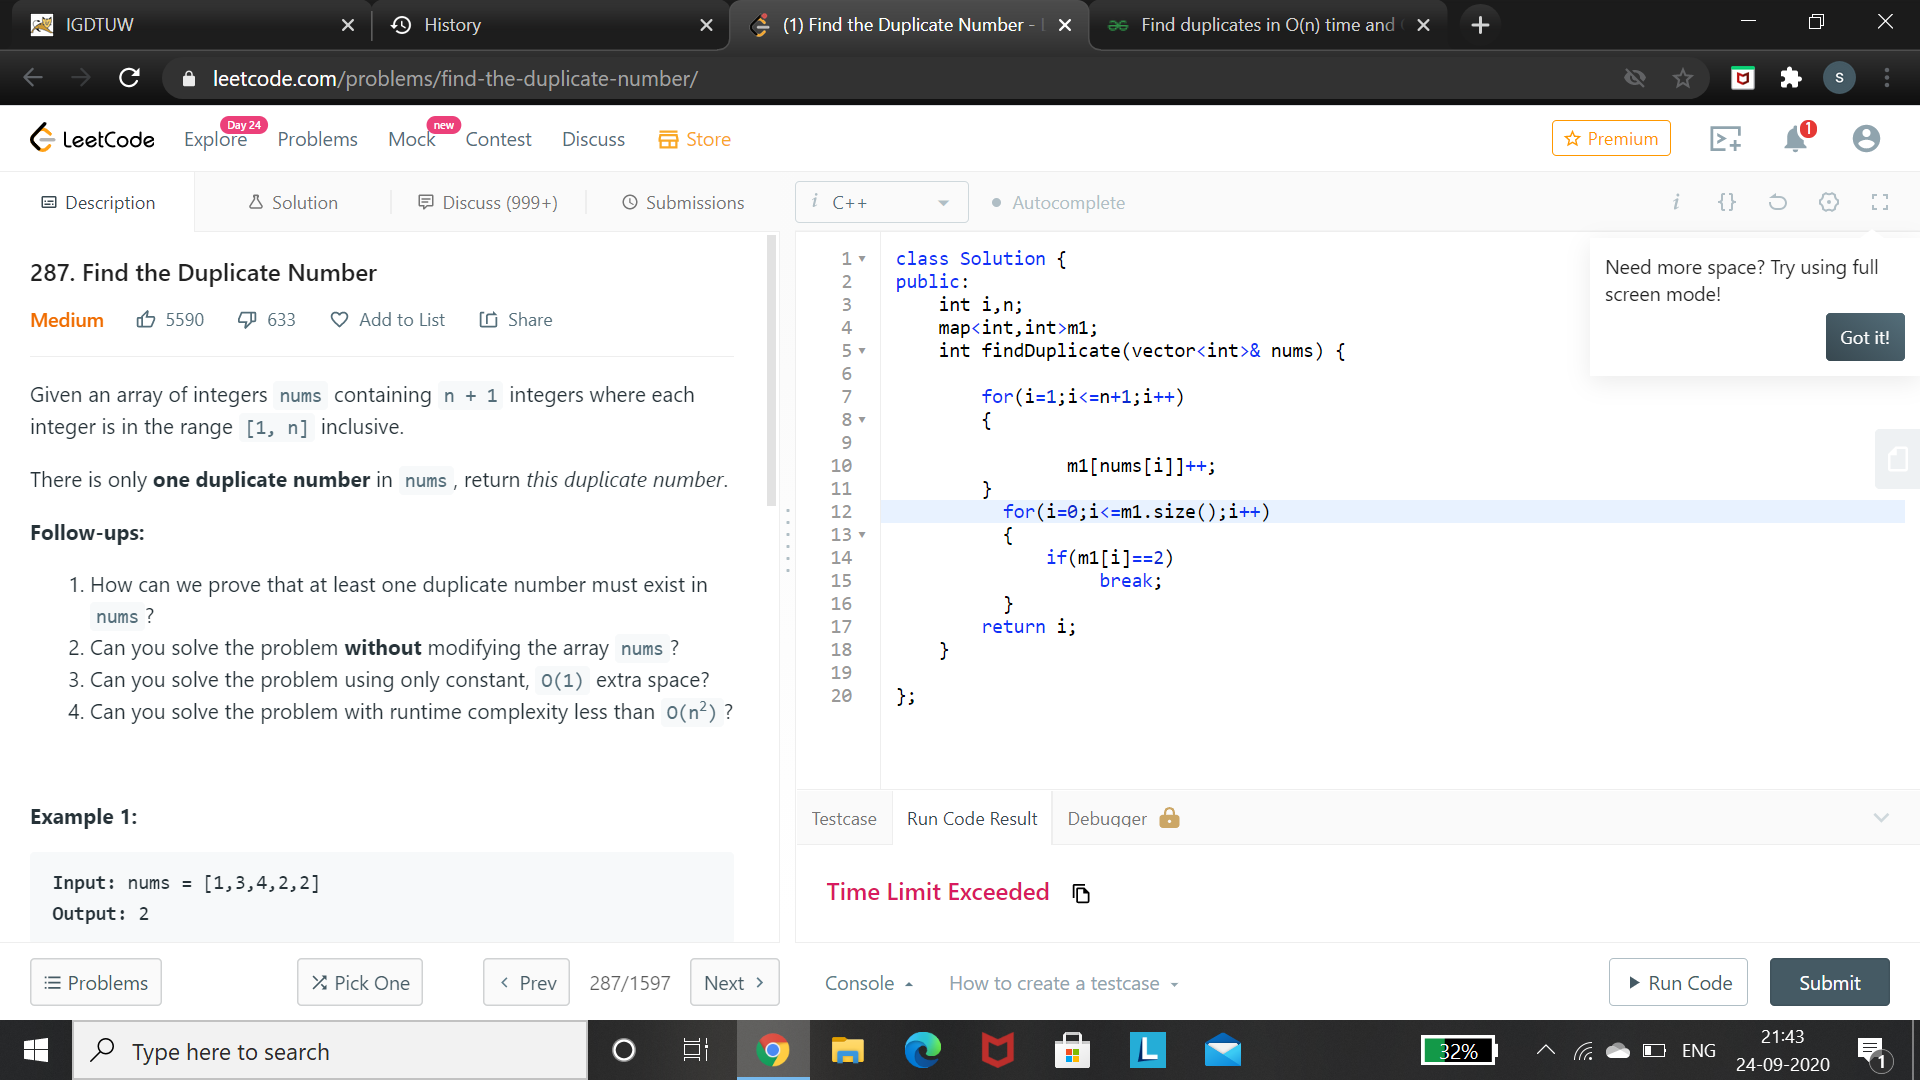 IGDTUW
History
(1) Find the Duplicate Number -
Find duplicates in O(n) time and
leetcode.com/problems/find-the-duplicate-number/
S
LeetCode
Explore
Day 24
Problems
Mock
new
Contest
Discuss
Store
Premium
1
Description
Solution
Discuss (999+)
Submissions
i C++
Autocomplete
i {}
287. Find the Duplicate Number
Medium 5590 633 Add to List Share
Given an array of integers nums containing n + 1 integers where each
integer is in the range [1, n] inclusive.
There is only one duplicate number in nums , return this duplicate number.
Follow-ups:
1. How can we prove that at least one duplicate number must exist in
nums ?
2. Can you solve the problem without modifying the array nums ?
3. Can you solve the problem using only constant, O(1) extra space?
4. Can you solve the problem with runtime complexity less than O(n²) ?
Example 1:
Input: nums = [1,3,4,2,2]
Output: 2
1 class Solution {
2 public:
3 int i,n;
4 map<int,int>m1;
5 int findDuplicate(vector<int>& nums) {
6
7 for(i=1;i<=n+1;i++)
8 {
9
10 m1[nums[i]]++;
11 }
12 for(i=0;i<=m1.size();i++)
13 {
14 if(m1[i]==2)
15 break;
16 }
17 return i;
18 }
19
20 };
Need more space? Try using full
screen mode!
Got it!
Testcase
Run Code Result
Debugger
Time Limit Exceeded
Problems
Pick One
Prev
287/1597
Next
Console
How to create a testcase
Run Code
Submit
Type here to search
L
32%
ENG
21:43
24-09-2020
1